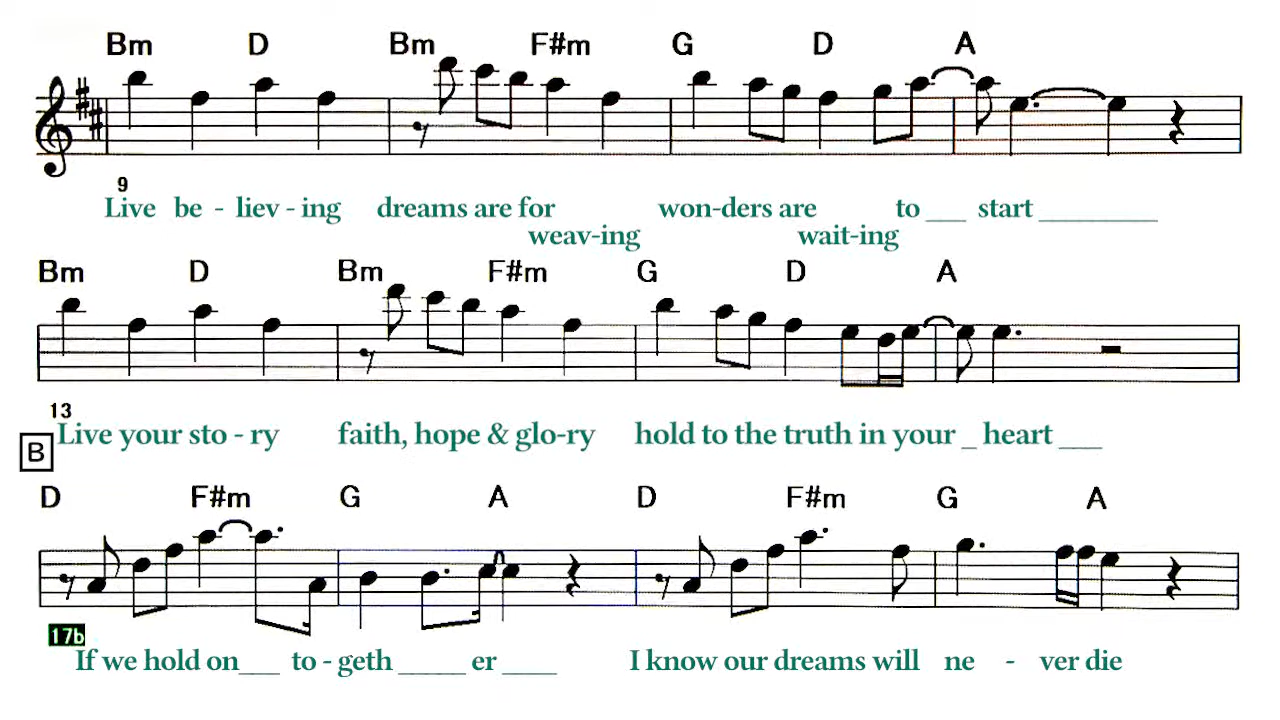 Bm D Bm F#m G D A
9
Live be - liev - ing dreams are for won-ders are to ___ start _________
weav-ing wait-ing
Bm D Bm F#m G D A
13
Live your sto - ry faith, hope & glo-ry hold to the truth in your _ heart ___
B
D F#m G A D F#m G A
17b
If we hold on___ to - geth _____ er ____ I know our dreams will ne - ver die